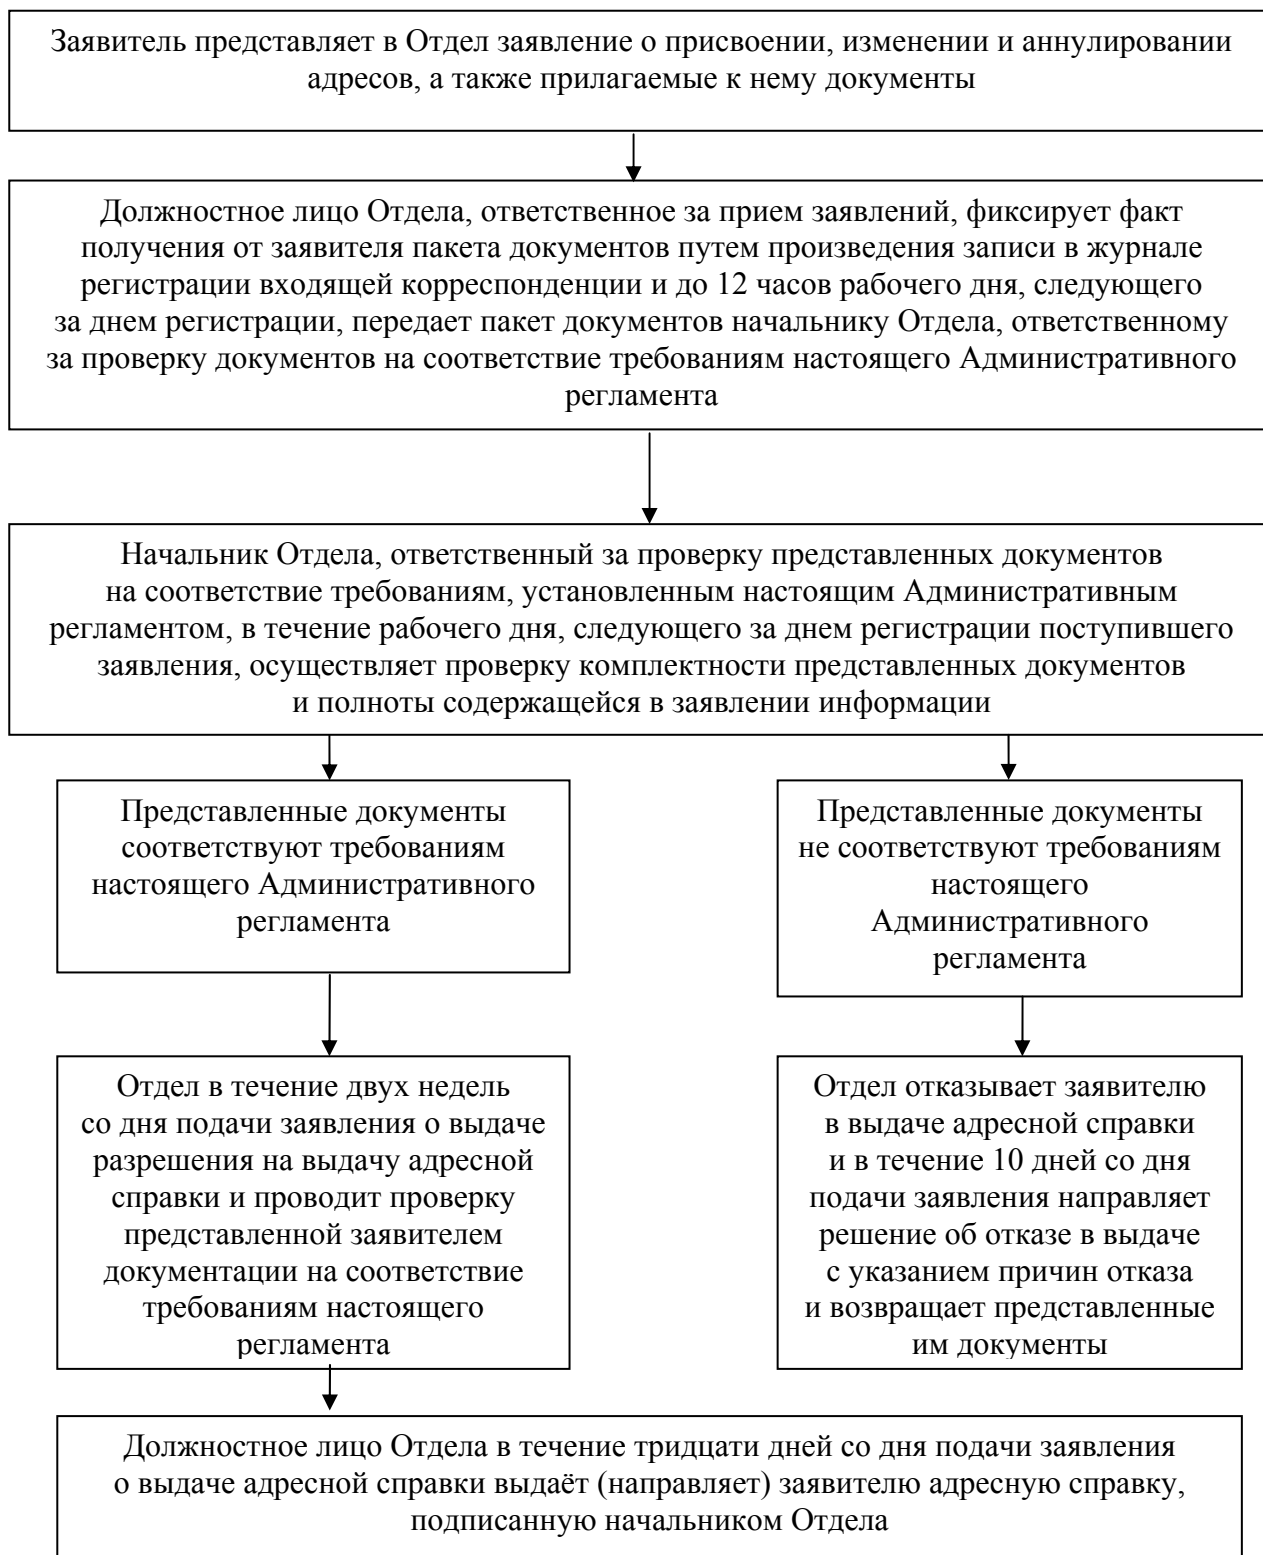 Заявитель представляет в Отдел заявление о присвоении, изменении и аннулировании
адресов, а также прилагаемые к нему документы
Должностное лицо Отдела, ответственное за прием заявлений, фиксирует факт
получения от заявителя пакета документов путем произведения записи в журнале
регистрации входящей корреспонденции и до 12 часов рабочего дня, следующего
за днем регистрации, передает пакет документов начальнику Отдела, ответственному
за проверку документов на соответствие требованиям настоящего Административного
регламента
Начальник Отдела, ответственный за проверку представленных документов
на соответствие требованиям, установленным настоящим Административным
регламентом, в течение рабочего дня, следующего за днем регистрации поступившего
заявления, осуществляет проверку комплектности представленных документов
и полноты содержащейся в заявлении информации
Представленные документы
соответствуют требованиям
настоящего Административного
регламента
Представленные документы
не соответствуют требованиям
настоящего
Административного
регламента
Отдел в течение двух недель
со дня подачи заявления о выдаче
разрешения на выдачу адресной
справки и проводит проверку
представленной заявителем
документации на соответствие
требованиям настоящего
регламента
Отдел отказывает заявителю
в выдаче адресной справки
и в течение 10 дней со дня
подачи заявления направляет
решение об отказе в выдаче
с указанием причин отказа
и возвращает представленные
им документы
Должностное лицо Отдела в течение тридцати дней со дня подачи заявления
о выдаче адресной справки выдаёт (направляет) заявителю адресную справку,
подписанную начальником Отдела